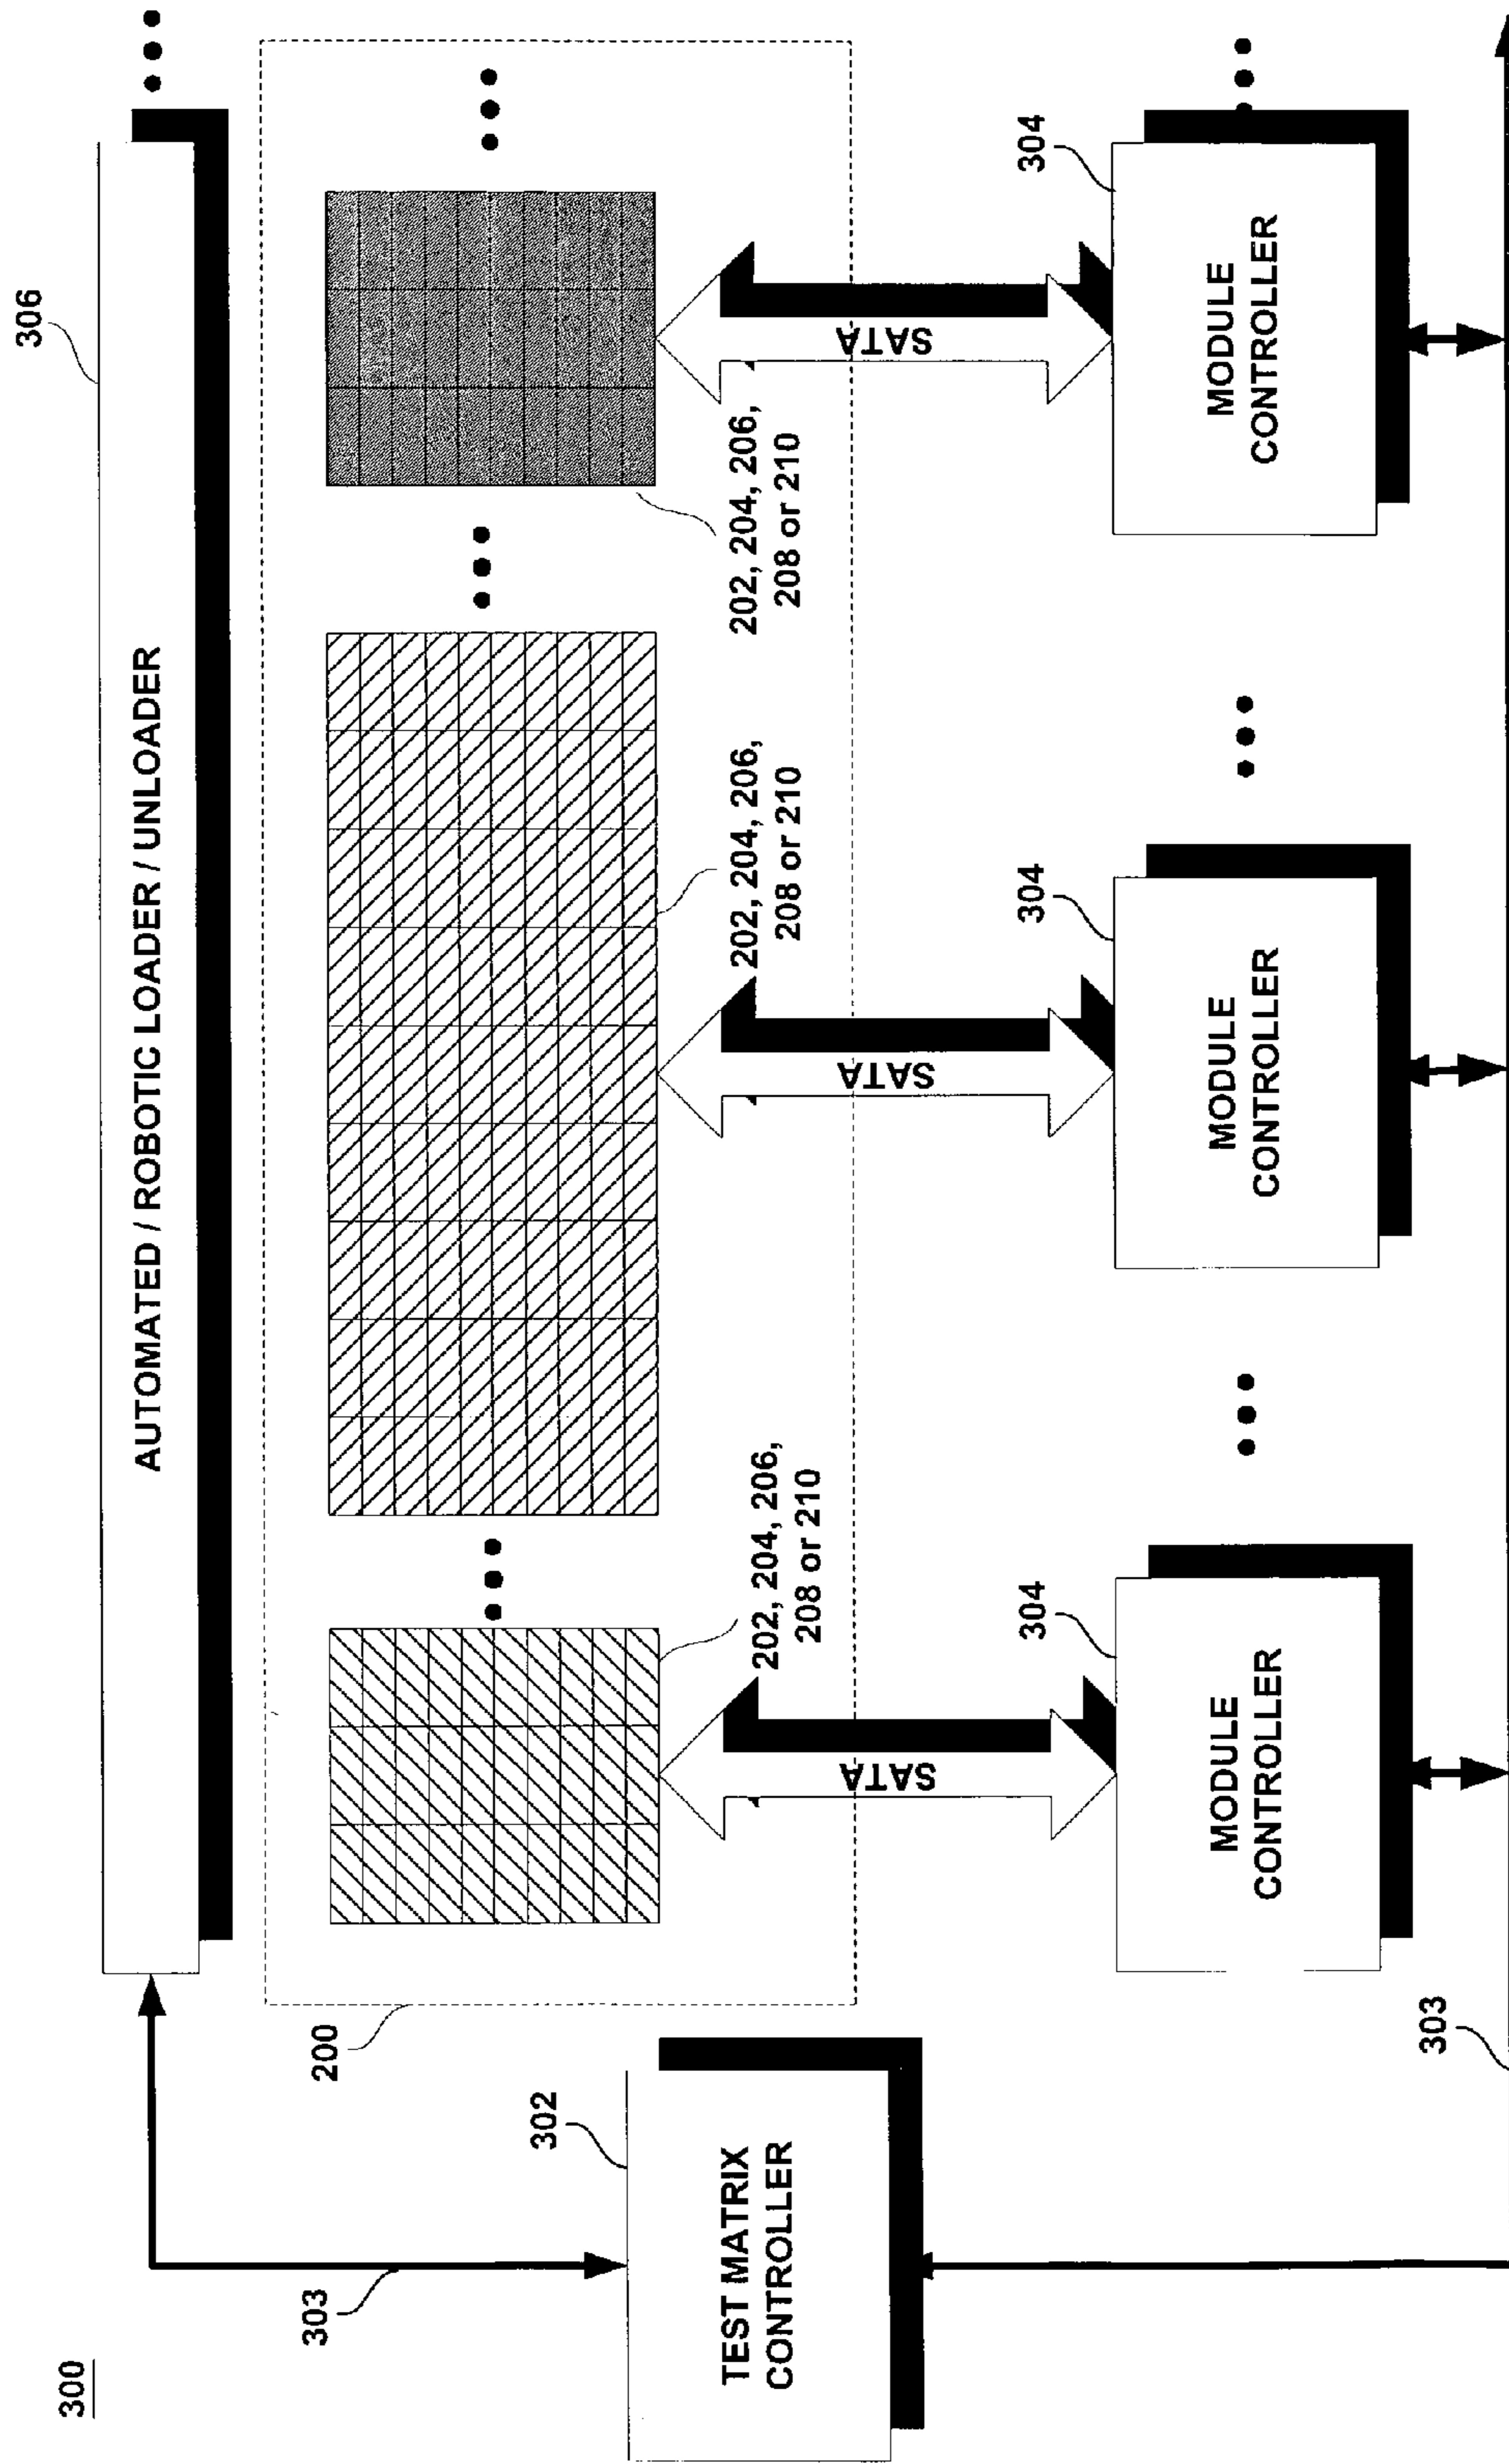 300
303
306
AUTOMATED / ROBOTIC LOADER / UNLOADER
200
302
TEST MATRIX
CONTROLLER
202, 204, 206,
208 or 210
202, 204, 206,
208 or 210
202, 204, 206,
208 or 210
SATA
SATA
SATA
304
MODULE
CONTROLLER
304
MODULE
CONTROLLER
304
MODULE
CONTROLLER
303